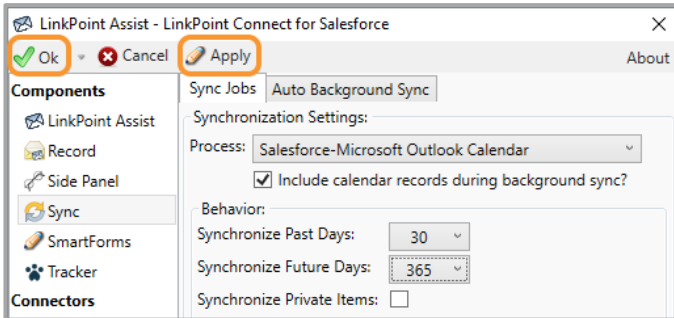 LinkPoint Assist - LinkPoint Connect for Salesforce
Ok Cancel Apply About
Components
LinkPoint Assist
Record
Side Panel
Sync
SmartForms
Tracker
Connectors
Sync Jobs Auto Background Sync
Synchronization Settings:
Process: Salesforce-Microsoft Outlook Calendar
Include calendar records during background sync?
Behavior:
Synchronize Past Days: 30
Synchronize Future Days: 365
Synchronize Private Items: